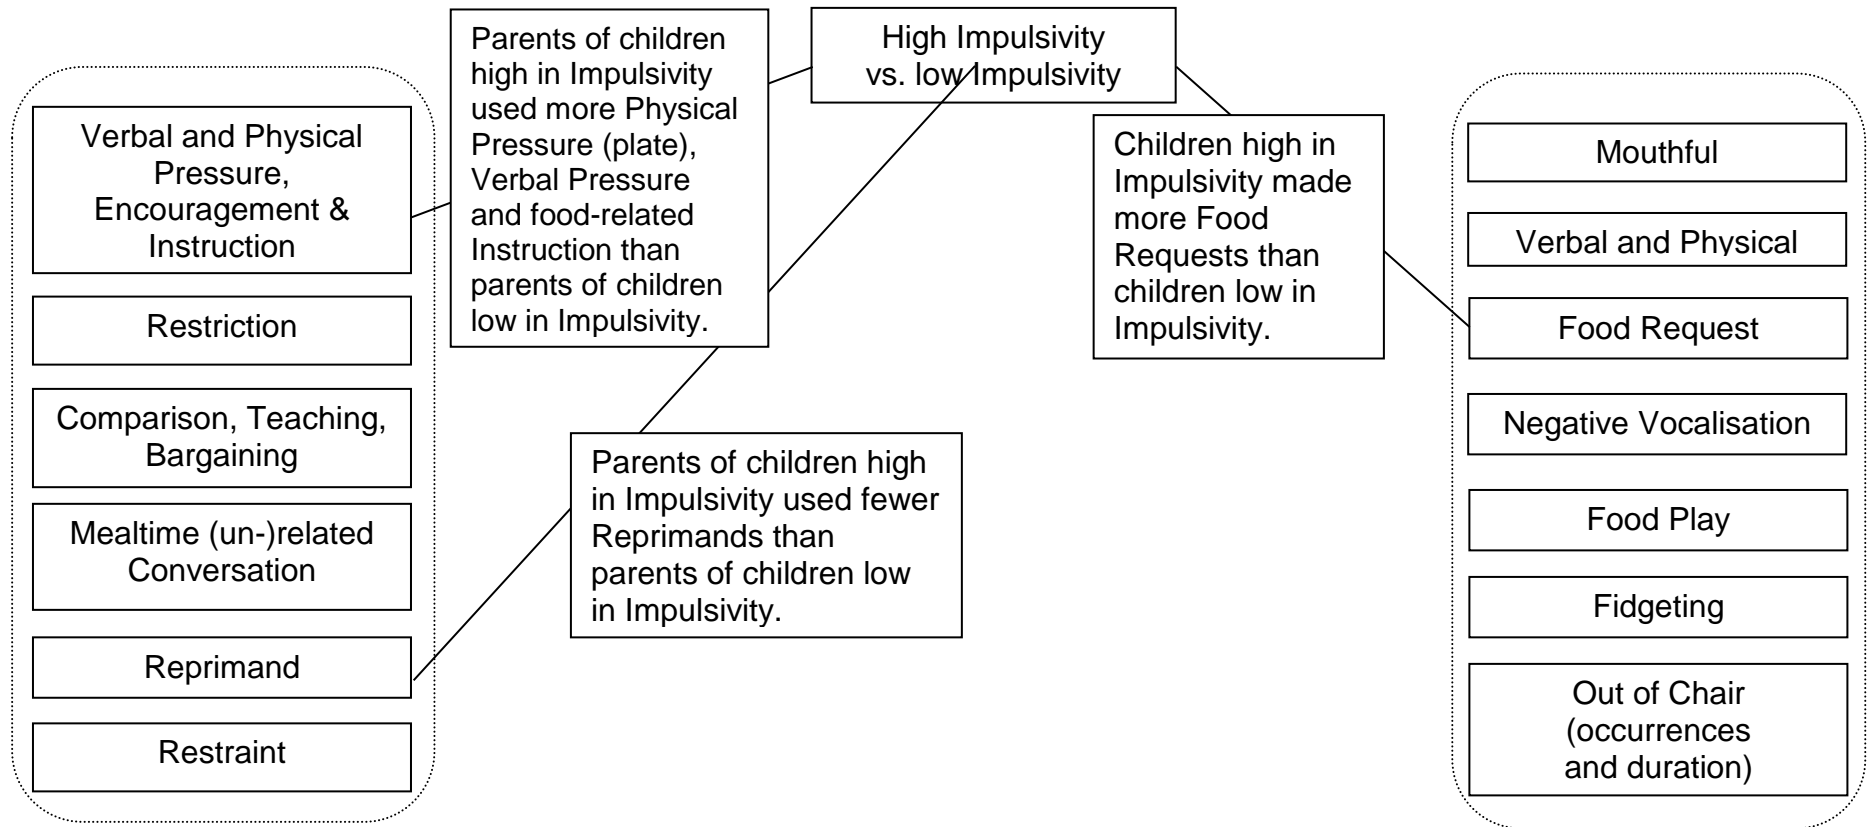 Parents of children
high in Impulsivity
used more Physical
Pressure (plate),
Verbal Pressure
and food-related
Instruction than
parents of children
low in Impulsivity.
High Impulsivity
vs. low Impulsivity
Verbal and Physical
Pressure,
Encouragement &
Instruction
Restriction
Comparison, Teaching,
Bargaining
Mealtime (un-)related
Conversation
Reprimand
Restraint
Parents of children high
in Impulsivity used fewer
Reprimands than
parents of children low
in Impulsivity.
Children high in
Impulsivity made
more Food
Requests than
children low in
Impulsivity.
Mouthful
Verbal and Physical
Food Request
Negative Vocalisation
Food Play
Fidgeting
Out of Chair
(occurrences
and duration)